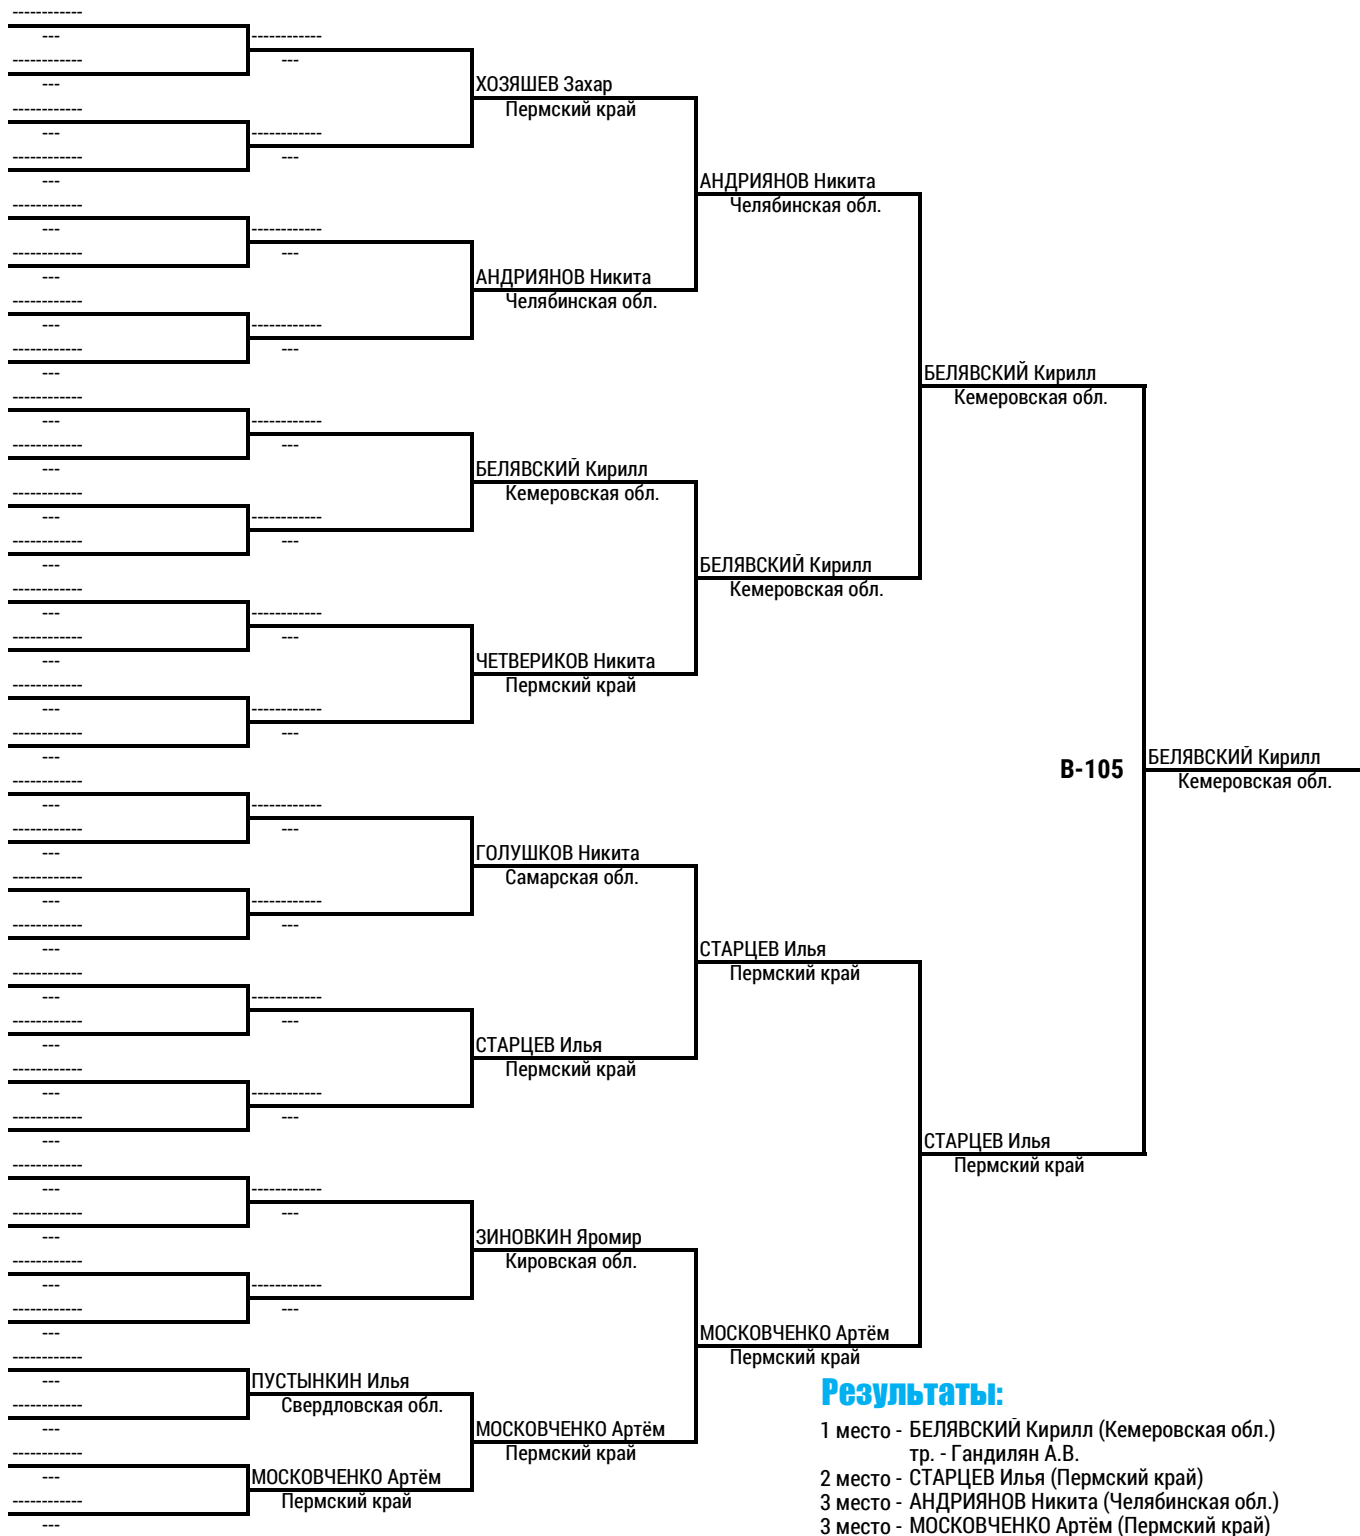 ХОЗЯШЕВ Захар
Пермский край
АНДРИЯНОВ Никита
Челябинская обл.
АНДРИЯНОВ Никита
Челябинская обл.
БЕЛЯВСКИЙ Кирилл
Кемеровская обл.
БЕЛЯВСКИЙ Кирилл
Кемеровская обл.
БЕЛЯВСКИЙ Кирилл
Кемеровская обл.
ЧЕТВЕРИКОВ Никита
Пермский край
В-105
БЕЛЯВСКИЙ Кирилл
Кемеровская обл.
ГОЛУШКОВ Никита
Самарская обл.
СТАРЦЕВ Илья
Пермский край
СТАРЦЕВ Илья
Пермский край
СТАРЦЕВ Илья
Пермский край
ЗИНОВКИН Яромир
Кировская обл.
МОСКОВЧЕНКО Артём
Пермский край
ПУСТЫНКИН Илья
Свердловская обл.
МОСКОВЧЕНКО Артём
Пермский край
МОСКОВЧЕНКО Артём
Пермский край
Результаты:
1 место - БЕЛЯВСКИЙ Кирилл (Кемеровская обл.)
тр. - Гандилян А.В.
2 место - СТАРЦЕВ Илья (Пермский край)
3 место - АНДРИЯНОВ Никита (Челябинская обл.)
3 место - МОСКОВЧЕНКО Артём (Пермский край)